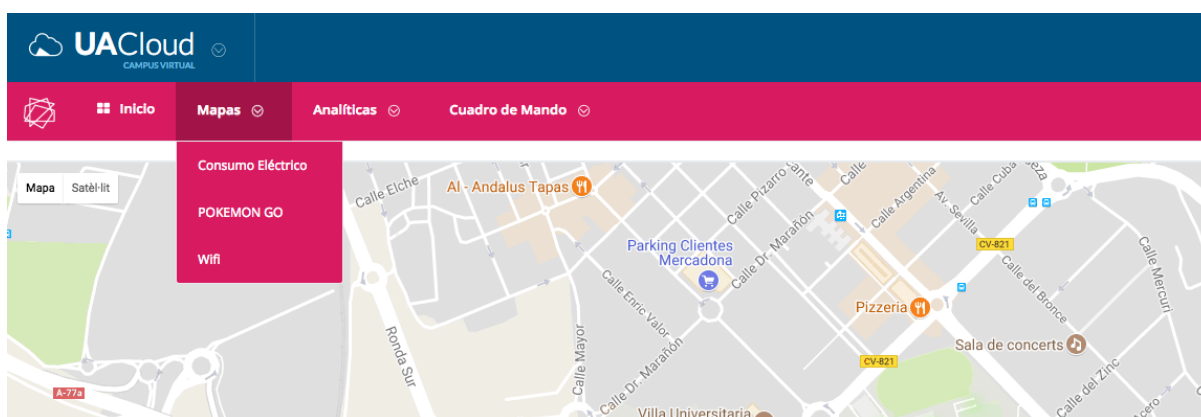 UACloud
CAMPUS VIRTUAL
Inicio
Mapas
Analíticas
Cuadro de Mando
Consumo Eléctrico
POKEMON GO
Wifi
Mapa
Satèl·lit
Calle Elche
Al - Andalus Tapas
Calle Pizarro
Calle
Calle Argentina
Av. Sevilla
Calle Cuba
CV-821
Parking Clientes
Mercadona
Calle Dr. Marañón
Calle Enric Valor
Calle del Bronce
Calle Mercuri
Pizzeria
Ronda Sur
Calle Mayor
Calle Dr. Marañón
Sala de concerts
CV-821
A-77a
Calle del Zinc
Acero
Villa Universitaria